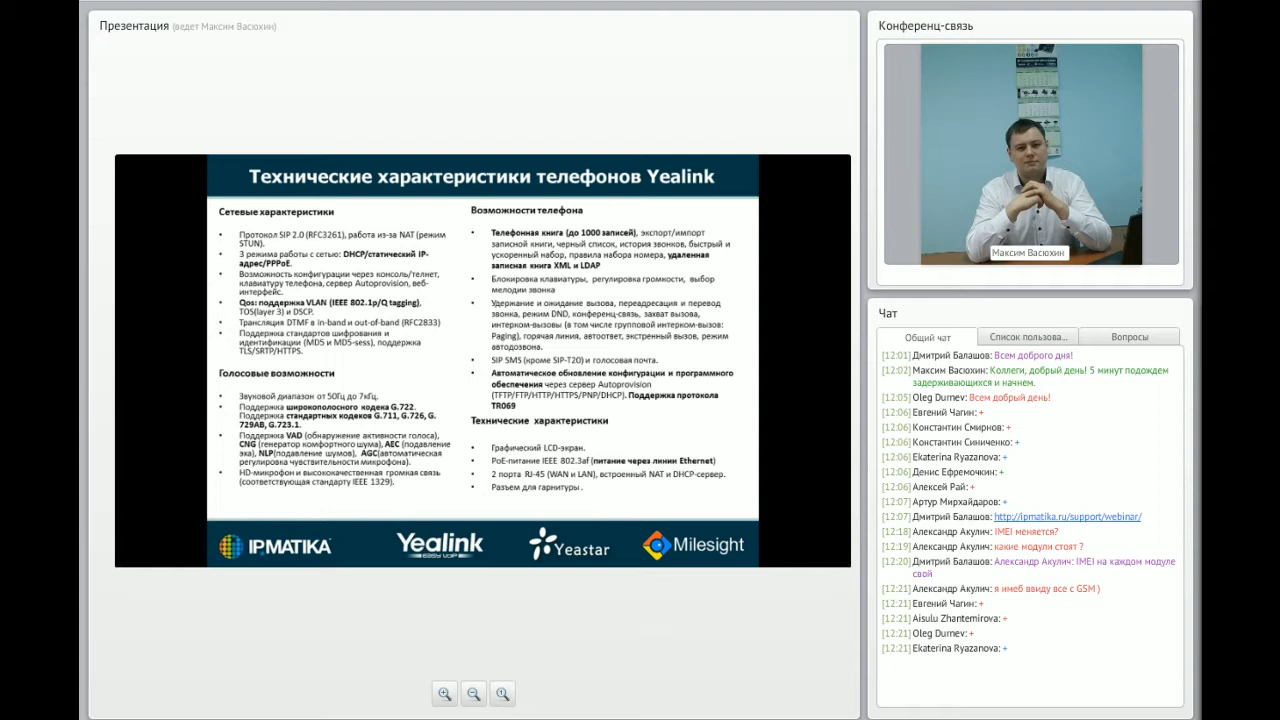 Презентация (ведет Максим Васюхин)
Технические характеристики телефонов Yealink
Сетевые характеристики
• Протокол SIP 2.0 (RFC3261), работа из-за NAT (режим
STUN).
• 3 режима работы с сетью: DHCP/статический IP-
адрес/PPPoE.
• Возможность конфигурации через консоль/телнет,
клавиатуру телефона, сервер Autoprovision, веб-
интерфейс.
• Qos: поддержка VLAN (IEEE 802.1p/Q tagging),
TOS(layer 3) и DSCP.
• Трансляция DTMF в in-band и out-of-band (RFC2833)
• Поддержка стандартов шифрования и
идентификации (MD5 и MD5-sess), поддержка
TLS/SRTP/HTTPS.
Голосовые возможности
• Звуковой диапазон от 50Гц до 7кГц.
• Поддержка широкополосного кодека G.722.
Поддержка стандартных кодеков G.711, G.726, G.
729AB, G.723.1.
• Поддержка VAD (обнаружение активности голоса),
CNG (генератор комфортного шума), AEC (подавление
эха), NLP(подавление шумов), AGC(автоматическая
регулировка чувствительности микрофона).
• HD-микрофон и высококачественная громкая связь
(соответствующая стандарту IEEE 1329).
Возможности телефона
• Телефонная книга (до 1000 записей), экспорт/импорт
записной книги, черный список, история звонков, быстрый и
ускоренный набор, правила набора номера, удаленная
записная книга XML и LDAP
• Блокировка клавиатуры, регулировка громкости, выбор
мелодии звонка
• Удержание и ожидание вызова, переадресация и перевод
звонка, режим DND, конференц-связь, захват вызова,
интерком-вызовы (в том числе групповой интерком-вызов:
Paging), горячая линия, автоответ, экстренный вызов, режим
автодозвона.
• SIP SMS (кроме SIP-T20) и голосовая почта.
• Автоматическое обновление конфигурации и программного
обеспечения через сервер Autoprovision
(TFTP/FTP/HTTP/HTTPS/PNP/DHCP). Поддержка протокола
TR069
Технические характеристики
• Графический LCD-экран.
• PoE-питание IEEE 802.3af (питание через линии Ethernet)
• 2 порта RJ-45 (WAN и LAN), встроенный NAT и DHCP-сервер.
• Разъем для гарнитуры.
IPMATIKA
Yealink
EASY VOIP
Yeastar
Milesight
Конференц-связь
Максим Васюхин
Чат
Общий чат
Список пользова...
Вопросы
[12:01] Дмитрий Балашов: Всем доброго дня!
[12:02] Максим Васюхин: Коллеги, добрый день! 5 минут подождем
задерживающихся и начнем.
[12:05] Oleg Durnev: Всем добрый день!
[12:06] Евгений Чагин: +
[12:06] Константин Смирнов: +
[12:06] Константин Синиченко: +
[12:06] Ekaterina Ryazanova: +
[12:06] Денис Ефремочкин: +
[12:06] Алексей Рай: +
[12:07] Артур Мирхайдаров: +
[12:07] Дмитрий Балашов: http://ipmatika.ru/support/webinar/
[12:18] Александр Акулич: IMEI меняется?
[12:19] Александр Акулич: какие модули стоят ?
[12:20] Дмитрий Балашов: Александр Акулич: IMEI на каждом модуле
свой
[12:21] Александр Акулич: я имеб ввиду все с GSM )
[12:21] Евгений Чагин: +
[12:21] Aisulu Zhantemirova: +
[12:21] Oleg Durnev: +
[12:21] Ekaterina Ryazanova: +